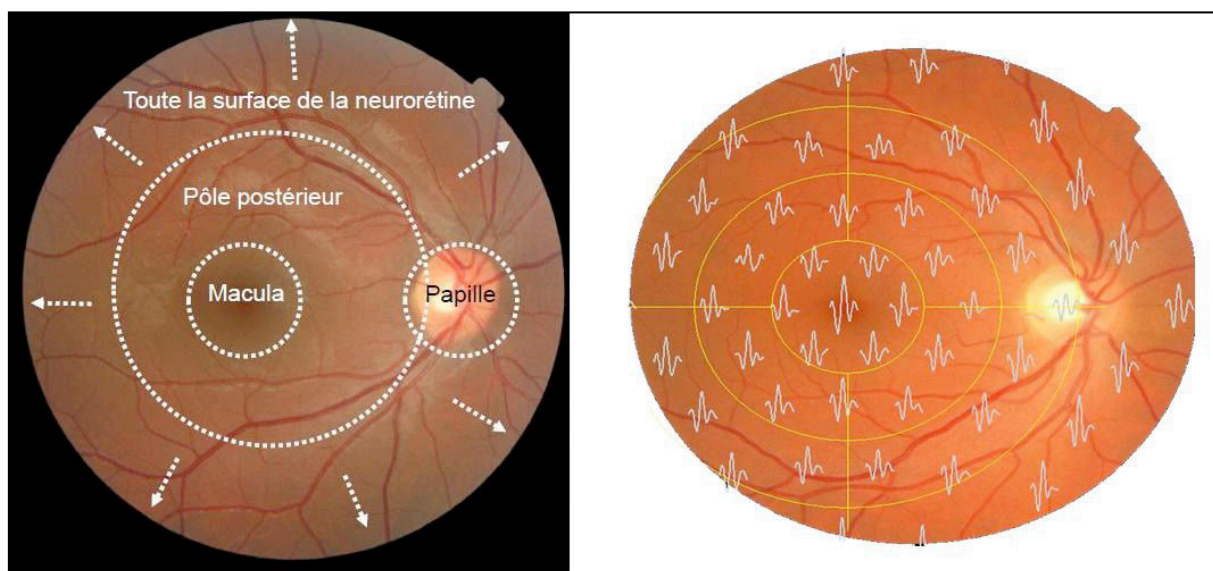 Toute la surface de la neurorétine
Pôle postérieur
Macula
Papille